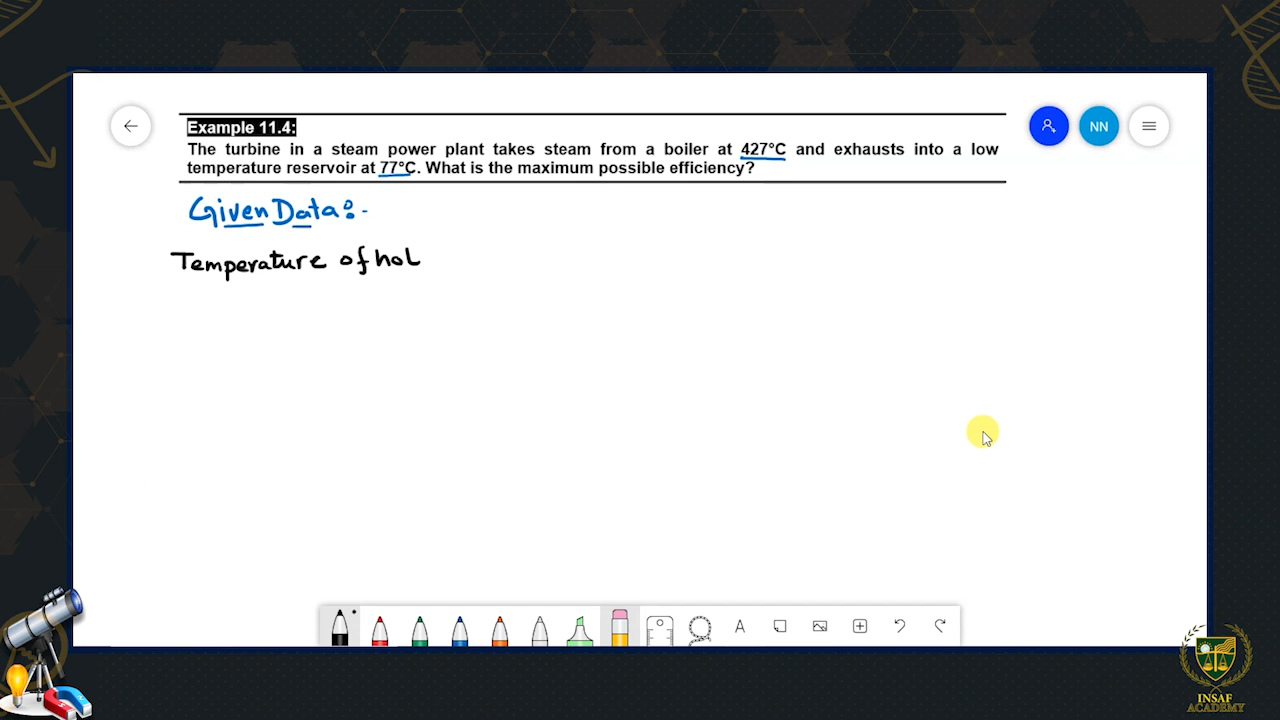 Example 11.4:
The turbine in a steam power plant takes steam from a boiler at 427°C and exhausts into a low
temperature reservoir at 77°C. What is the maximum possible efficiency?
NN
Given Data:-
Temperature of hot
A
INSAF
ACADEMY